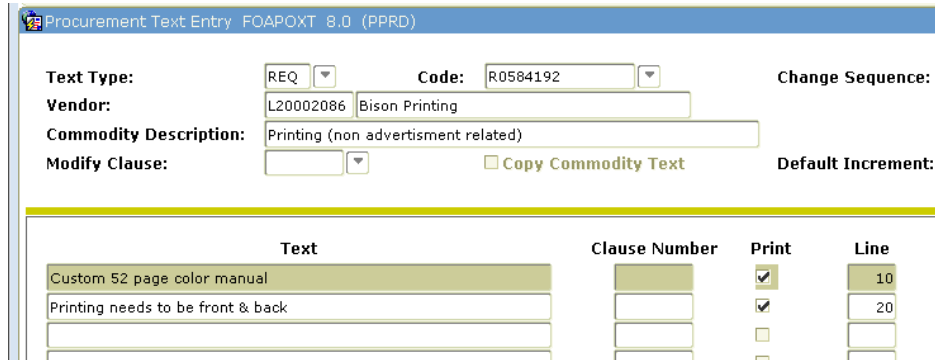 Procurement Text Entry FOAPOXT 8.0 (PPRD)
Text Type: REQ Code: R0584192 Change Sequence:
Vendor: L20002086 Bison Printing
Commodity Description: Printing (non advertisment related)
Modify Clause: Copy Commodity Text Default Increment:
Text Clause Number Print Line
Custom 52 page color manual 10
Printing needs to be front & back 20